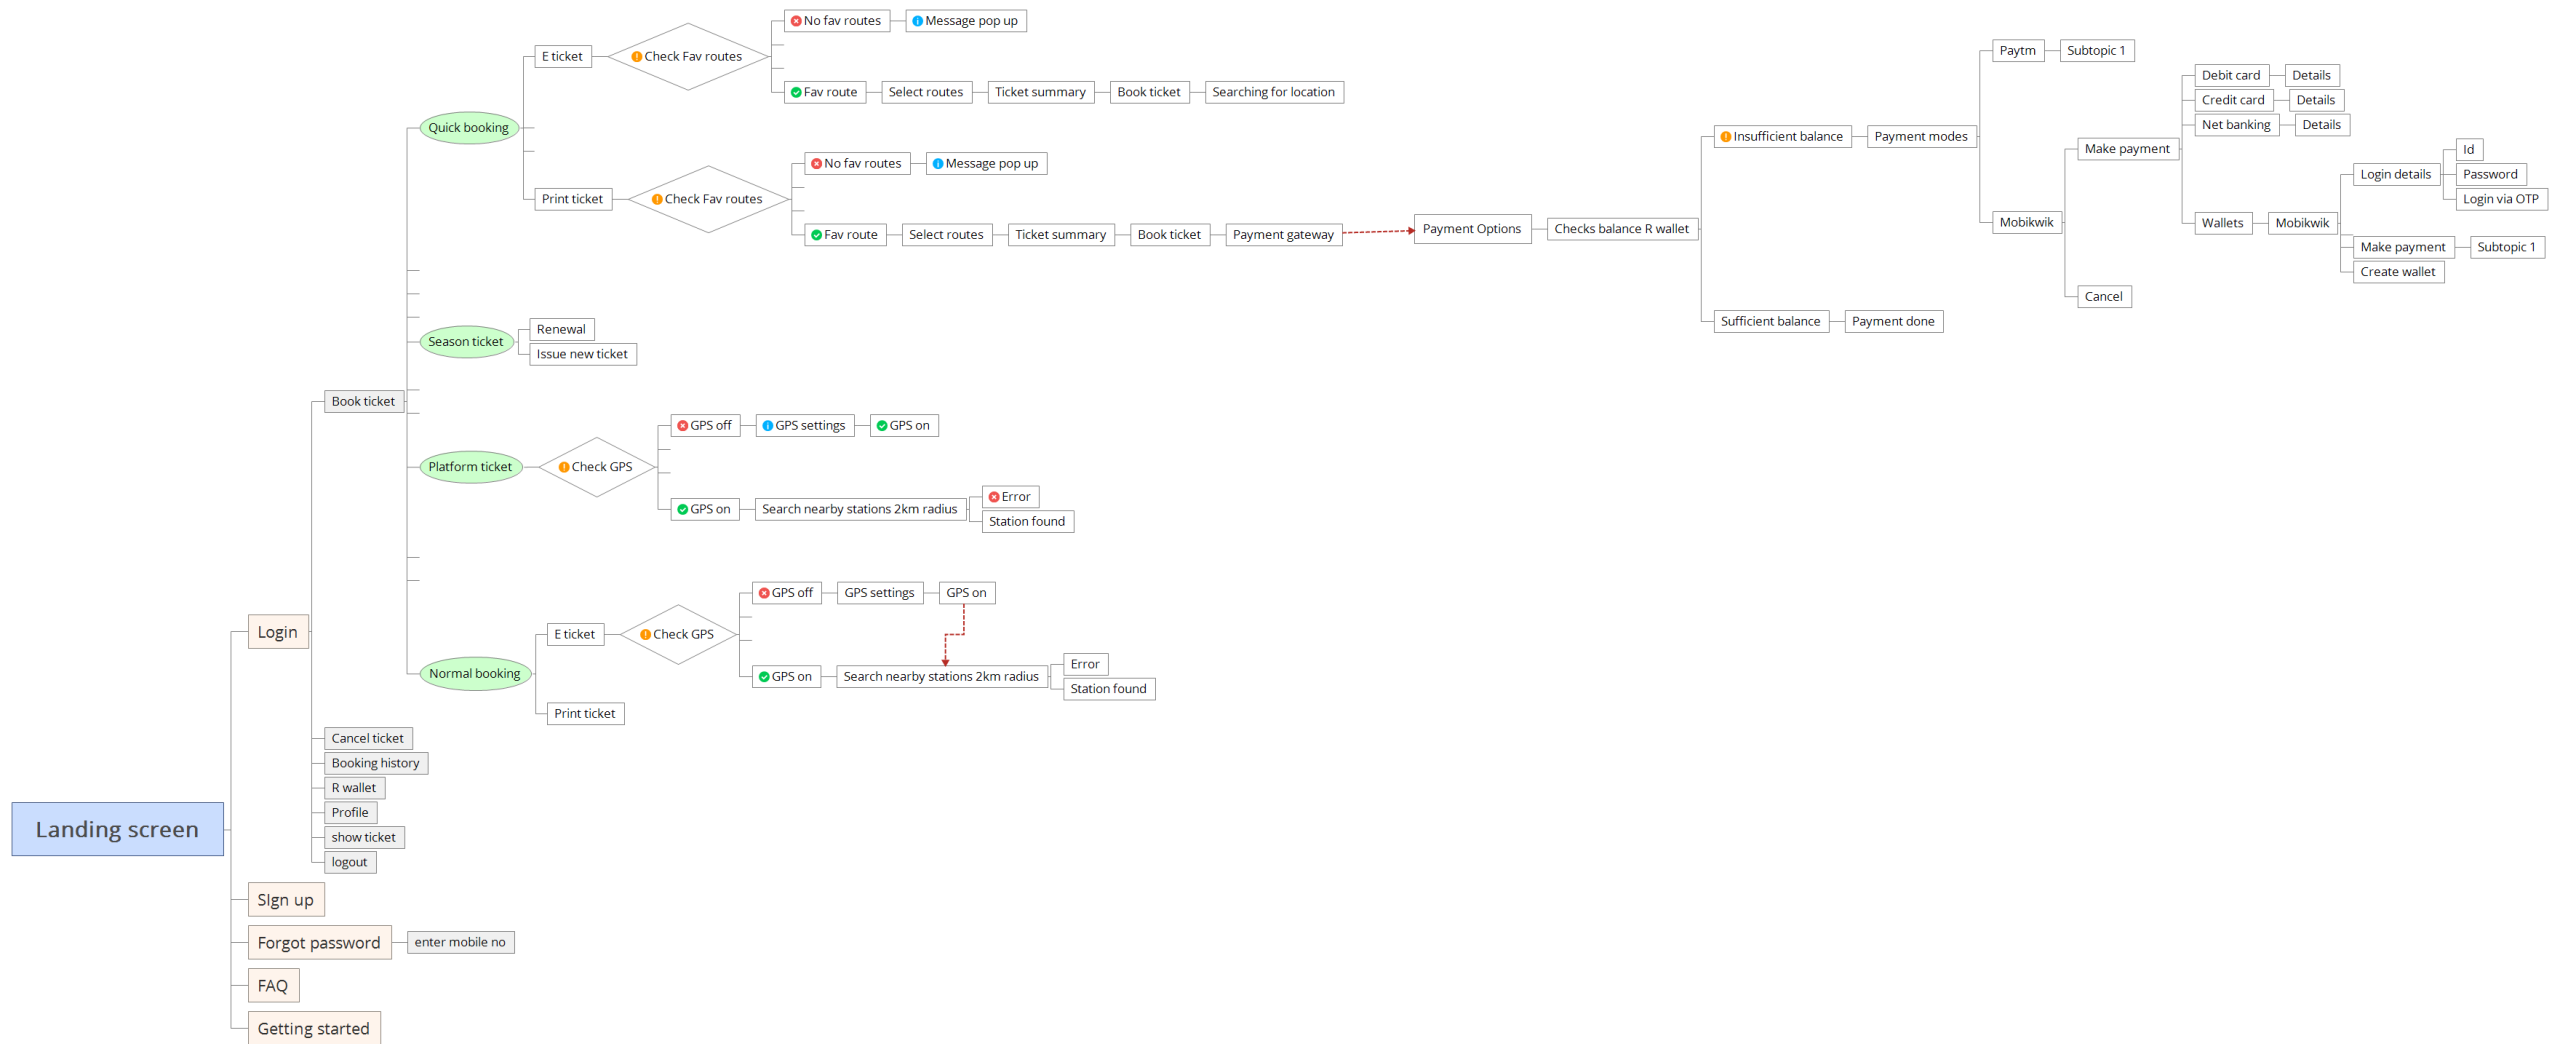 Landing screen
Login
Book ticket
Quick booking
E ticket
Check Fav routes
No fav routes
Message pop up
Fav route
Select routes
Ticket summary
Book ticket
Searching for location
Print ticket
Check Fav routes
No fav routes
Message pop up
Fav route
Select routes
Ticket summary
Book ticket
Payment gateway
Payment Options
Checks balance R wallet
Insufficient balance
Payment modes
Paytm
Subtopic 1
Mobikwik
Make payment
Debit card
Details
Credit card
Details
Net banking
Details
Wallets
Mobikwik
Login details
Id
Password
Login via OTP
Make payment
Subtopic 1
Create wallet
Cancel
Sufficient balance
Payment done
Season ticket
Renewal
Issue new ticket
Platform ticket
Check GPS
GPS off
GPS settings
GPS on
GPS on
Search nearby stations 2km radius
Error
Station found
Normal booking
E ticket
Check GPS
GPS off
GPS settings
GPS on
GPS on
Search nearby stations 2km radius
Error
Station found
Print ticket
Cancel ticket
Booking history
R wallet
Profile
show ticket
logout
SIgn up
Forgot password
enter mobile no
FAQ
Getting started